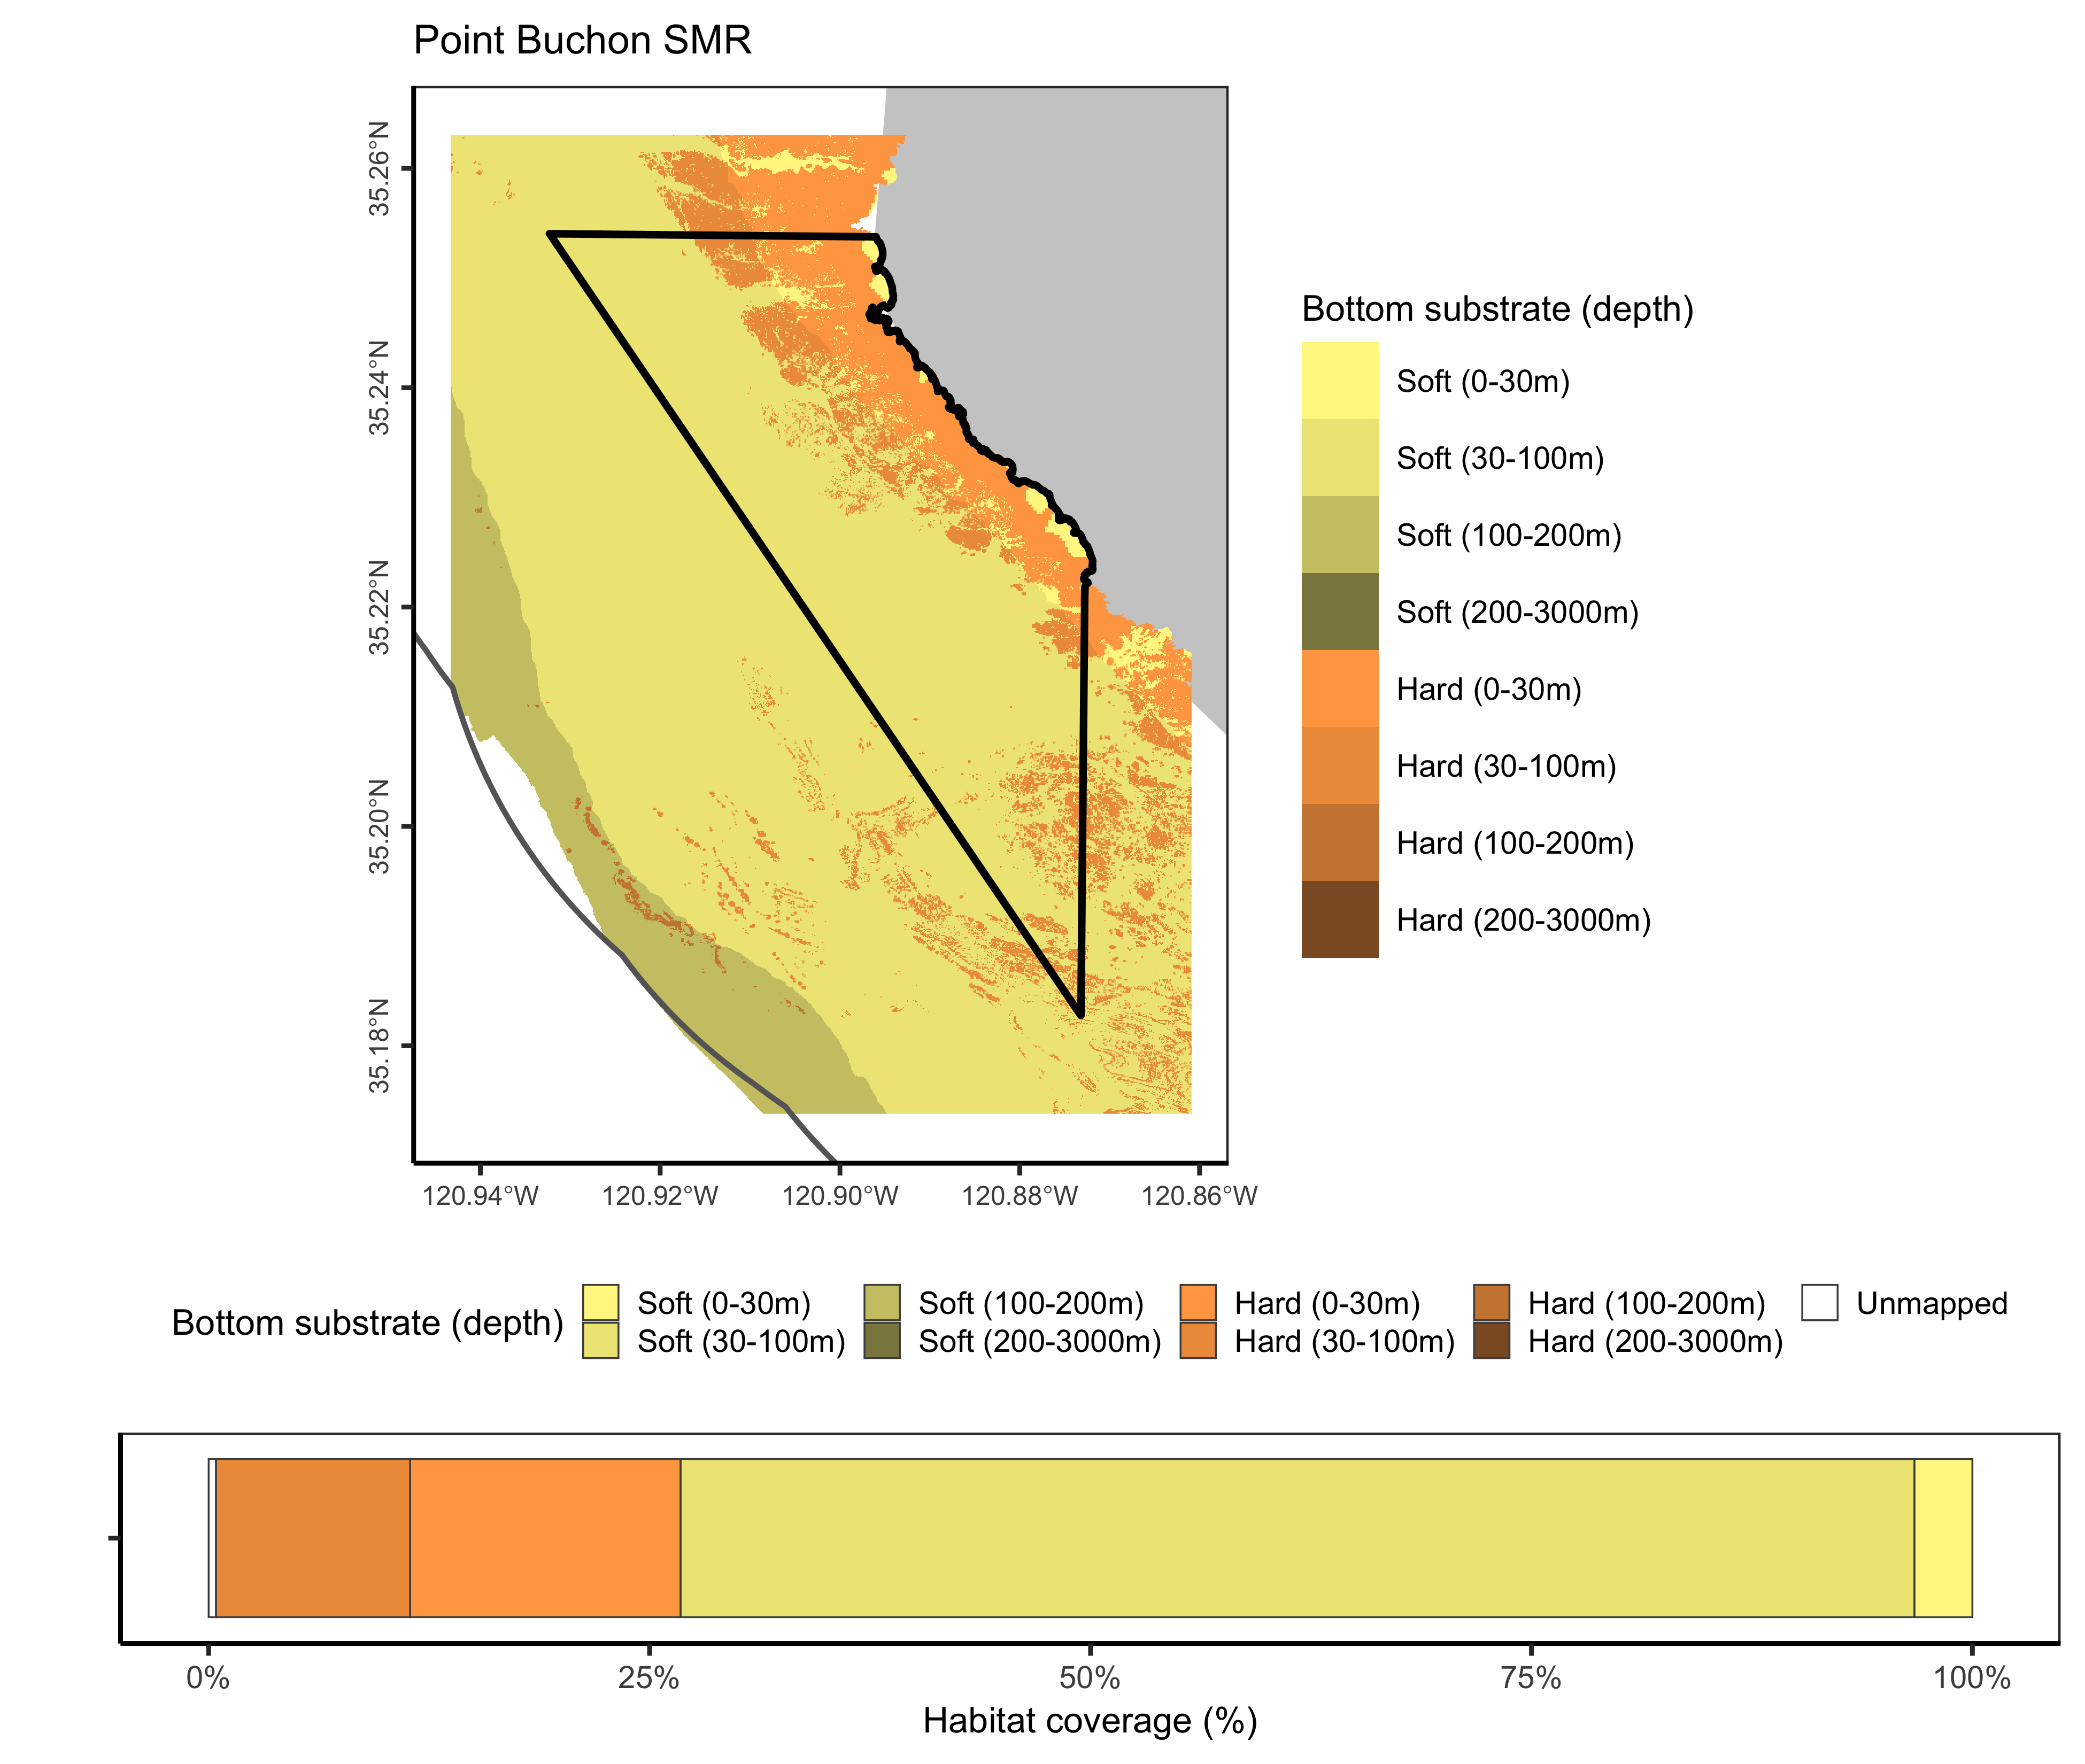 Point Buchon SMR
35.26°N
35.24°N
35.22°N
35.20°N
35.18°N
120.94°W
120.92°W
120.90°W
120.88°W
120.86°W
Bottom substrate (depth)
Soft (0-30m)
Soft (30-100m)
Soft (100-200m)
Soft (200-3000m)
Hard (0-30m)
Hard (30-100m)
Hard (100-200m)
Hard (200-3000m)
Bottom substrate (depth)
Soft (0-30m)
Soft (30-100m)
Soft (100-200m)
Soft (200-3000m)
Hard (0-30m)
Hard (30-100m)
Hard (100-200m)
Hard (200-3000m)
Unmapped
0%
25%
50%
75%
100%
Habitat coverage (%)